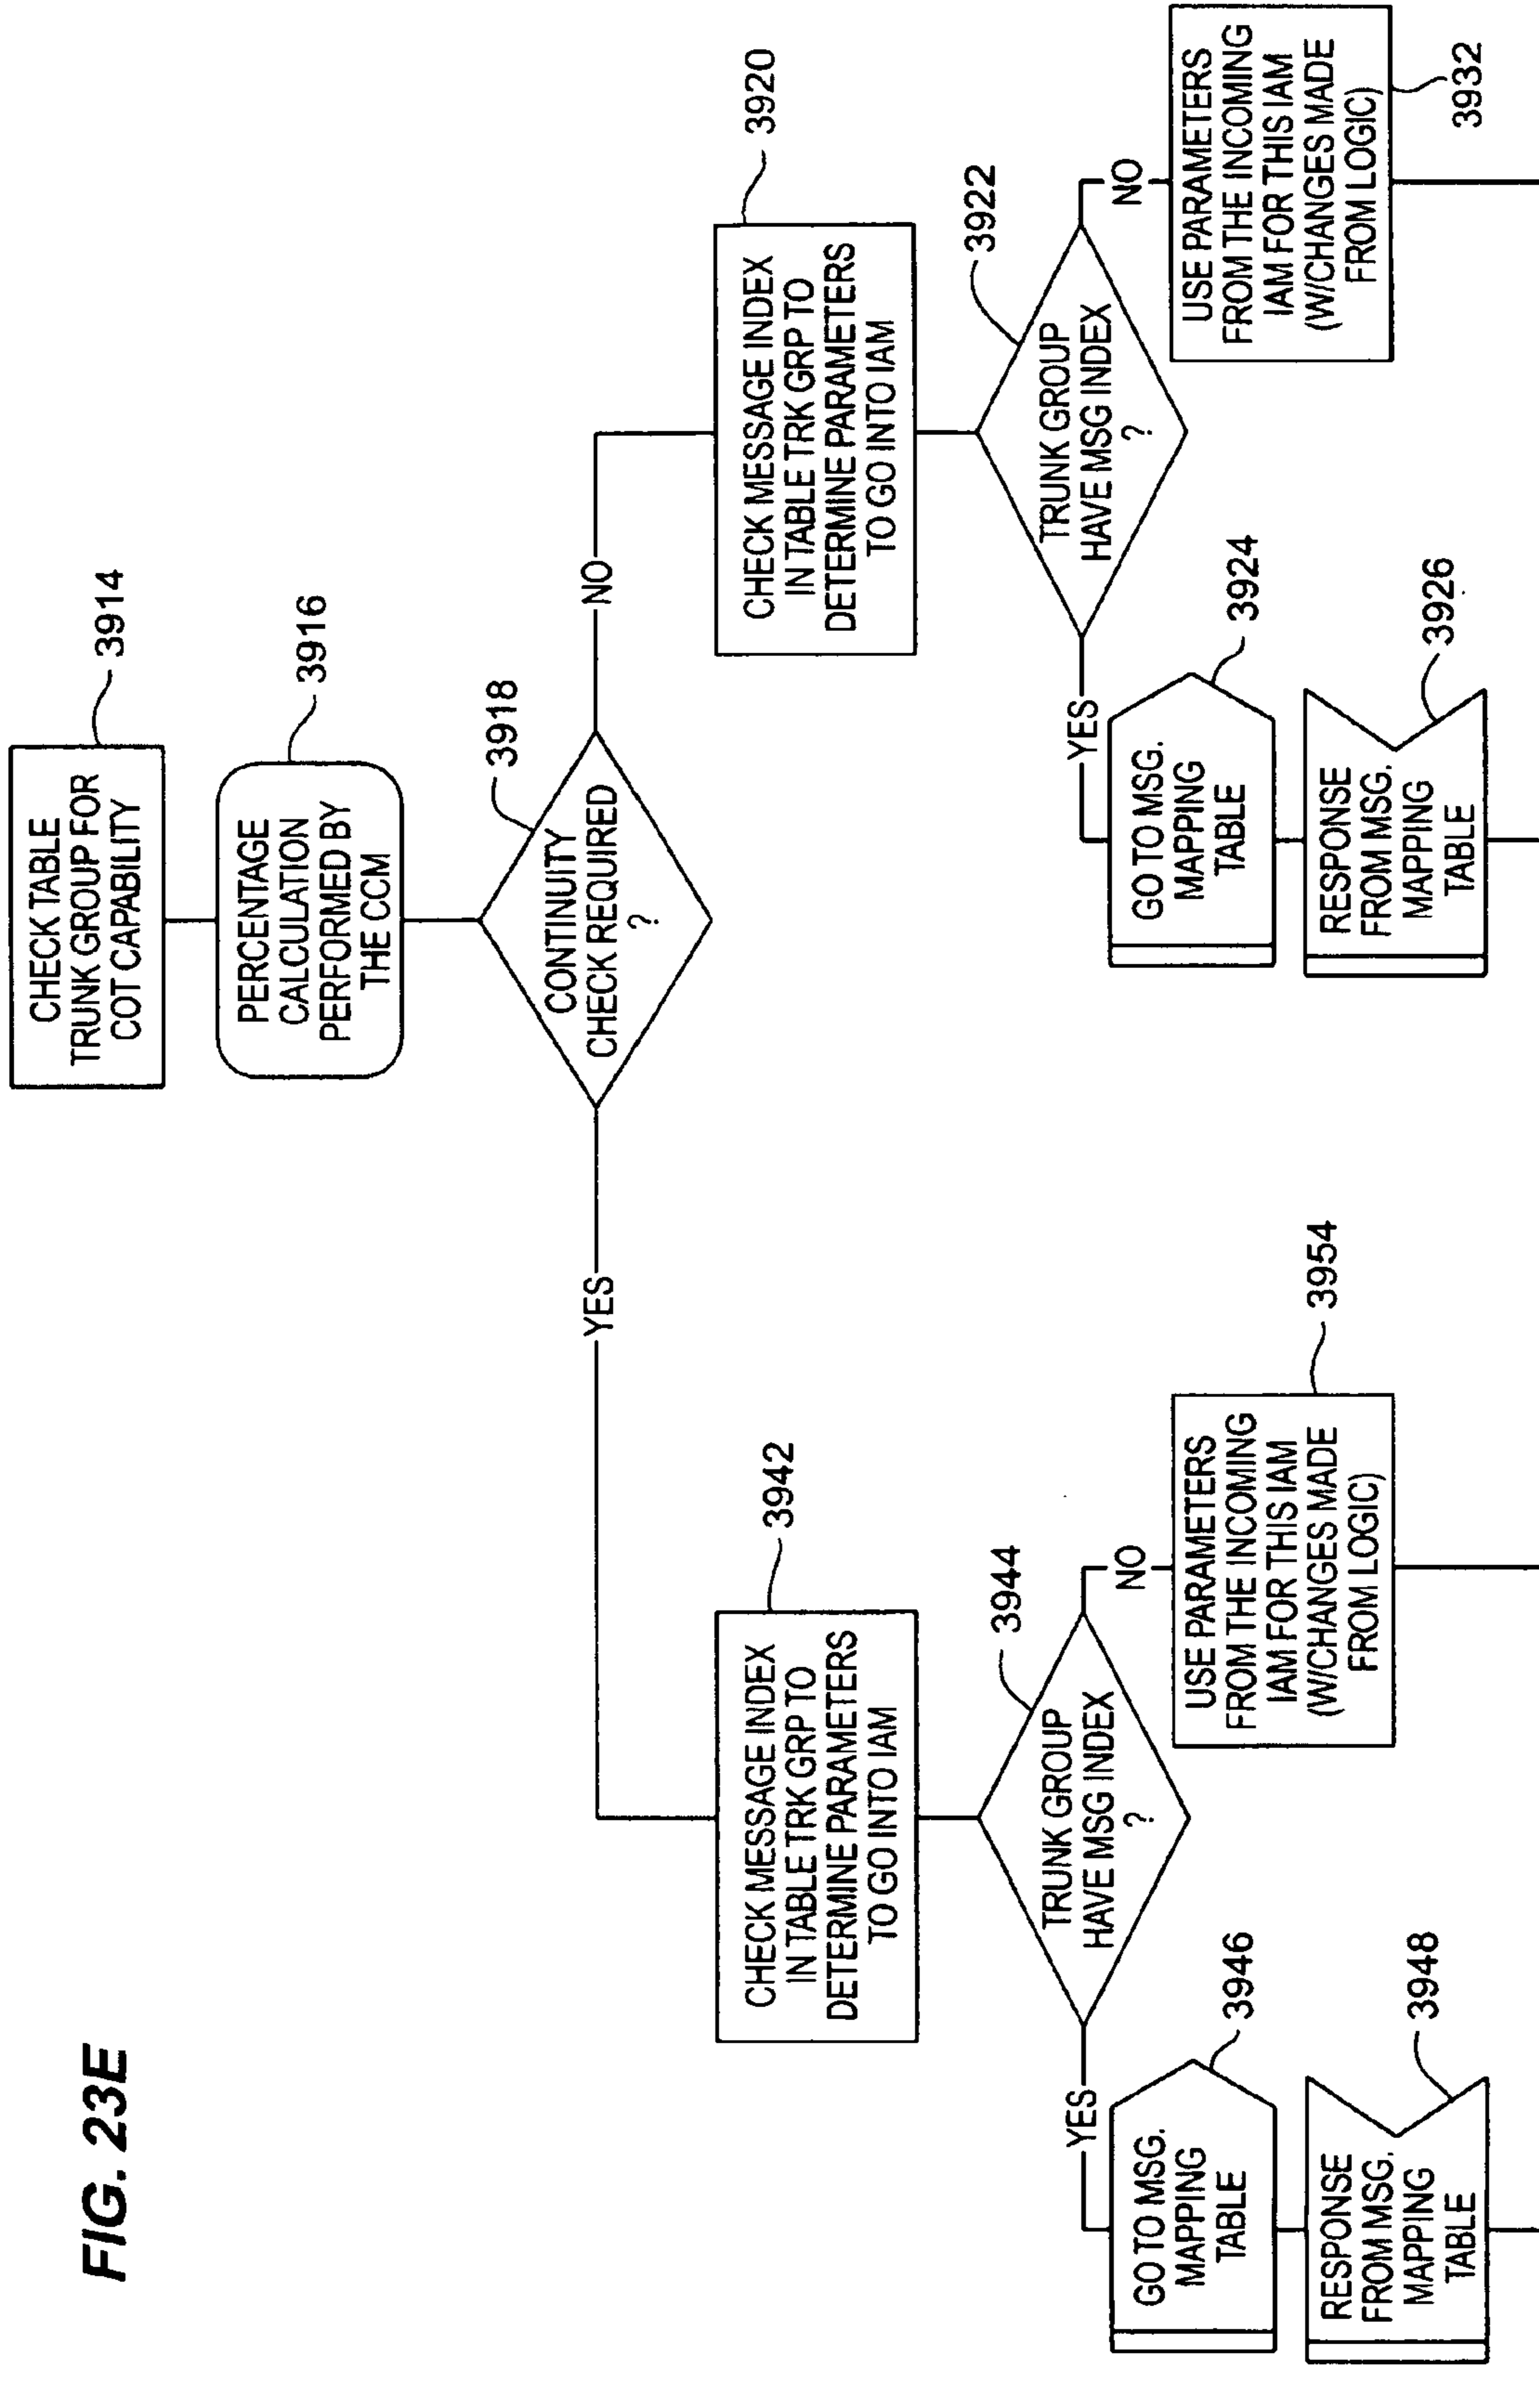 FIG. 23E
CHECK TABLE
TRUNK GROUP FOR
COT CAPABILITY
3914
PERCENTAGE
CALCULATION
PERFORMED BY
THE CCM
3916
CONTINUITY
CHECK REQUIRED
?
3918
YES
NO
CHECK MESSAGE INDEX
IN TABLE TRK GRP TO
DETERMINE PARAMETERS
TO GO INTO IAM
3942
TRUNK GROUP
HAVE MSG INDEX
?
3944
YES
NO
GO TO MSG.
MAPPING
TABLE
3946
RESPONSE
FROM MSG.
MAPPING
TABLE
3948
USE PARAMETERS
FROM THE INCOMING
IAM FOR THIS IAM
(W/CHANGES MADE
FROM LOGIC)
3954
CHECK MESSAGE INDEX
IN TABLE TRK GRP TO
DETERMINE PARAMETERS
TO GO INTO IAM
3920
TRUNK GROUP
HAVE MSG INDEX
?
3922
YES
NO
GO TO MSG.
MAPPING
TABLE
3924
RESPONSE
FROM MSG.
MAPPING
TABLE
3926
USE PARAMETERS
FROM THE INCOMING
IAM FOR THIS IAM
(W/CHANGES MADE
FROM LOGIC)
3932